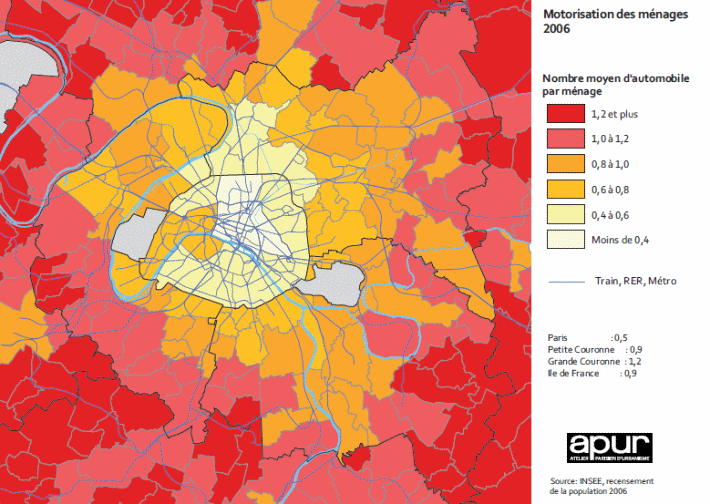 Motorisation des ménages
2006
Nombre moyen d'automobile
par ménage
1,2 et plus
1,0 à 1,2
0,8 à 1,0
0,6 à 0,8
0,4 à 0,6
Moins de 0,4
Train, RER, Métro
Paris : 0,5
Petite Couronne : 0,9
Grande Couronne : 1,2
Ile de France : 0,9
apur
ATELIER PARISIEN D'URBANISME
Source: INSEE, recensement
de la population 2006